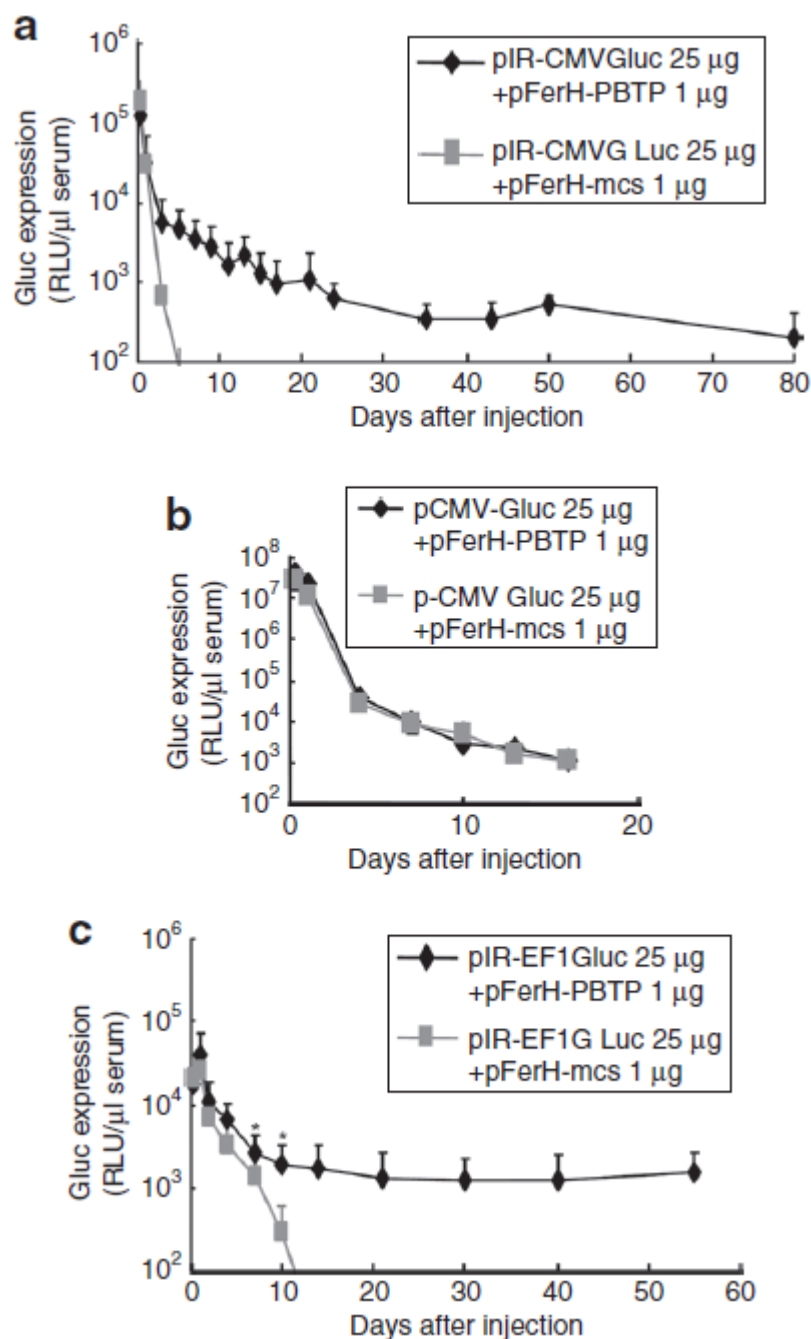 a
pIR-CMVGluc 25 µg
+pFerH-PBTP 1 µg
pIR-CMVG Luc 25 µg
+pFerH-mcs 1 µg
Gluc expression
(RLU/µl serum)
10⁶
10⁵
10⁴
10³
10²
0 10 20 30 40 50 60 70 80
Days after injection
b
pCMV-Gluc 25 µg
+pFerH-PBTP 1 µg
p-CMV Gluc 25 µg
+pFerH-mcs 1 µg
Gluc expression
(RLU/µl serum)
10⁸
10⁷
10⁶
10⁵
10⁴
10³
10²
0 10 20
Days after injection
c
pIR-EF1Gluc 25 µg
+pFerH-PBTP 1 µg
pIR-EF1G Luc 25 µg
+pFerH-mcs 1 µg
Gluc expression
(RLU/µl serum)
10⁶
10⁵
10⁴
10³
10²
* *
0 10 20 30 40 50 60
Days after injection